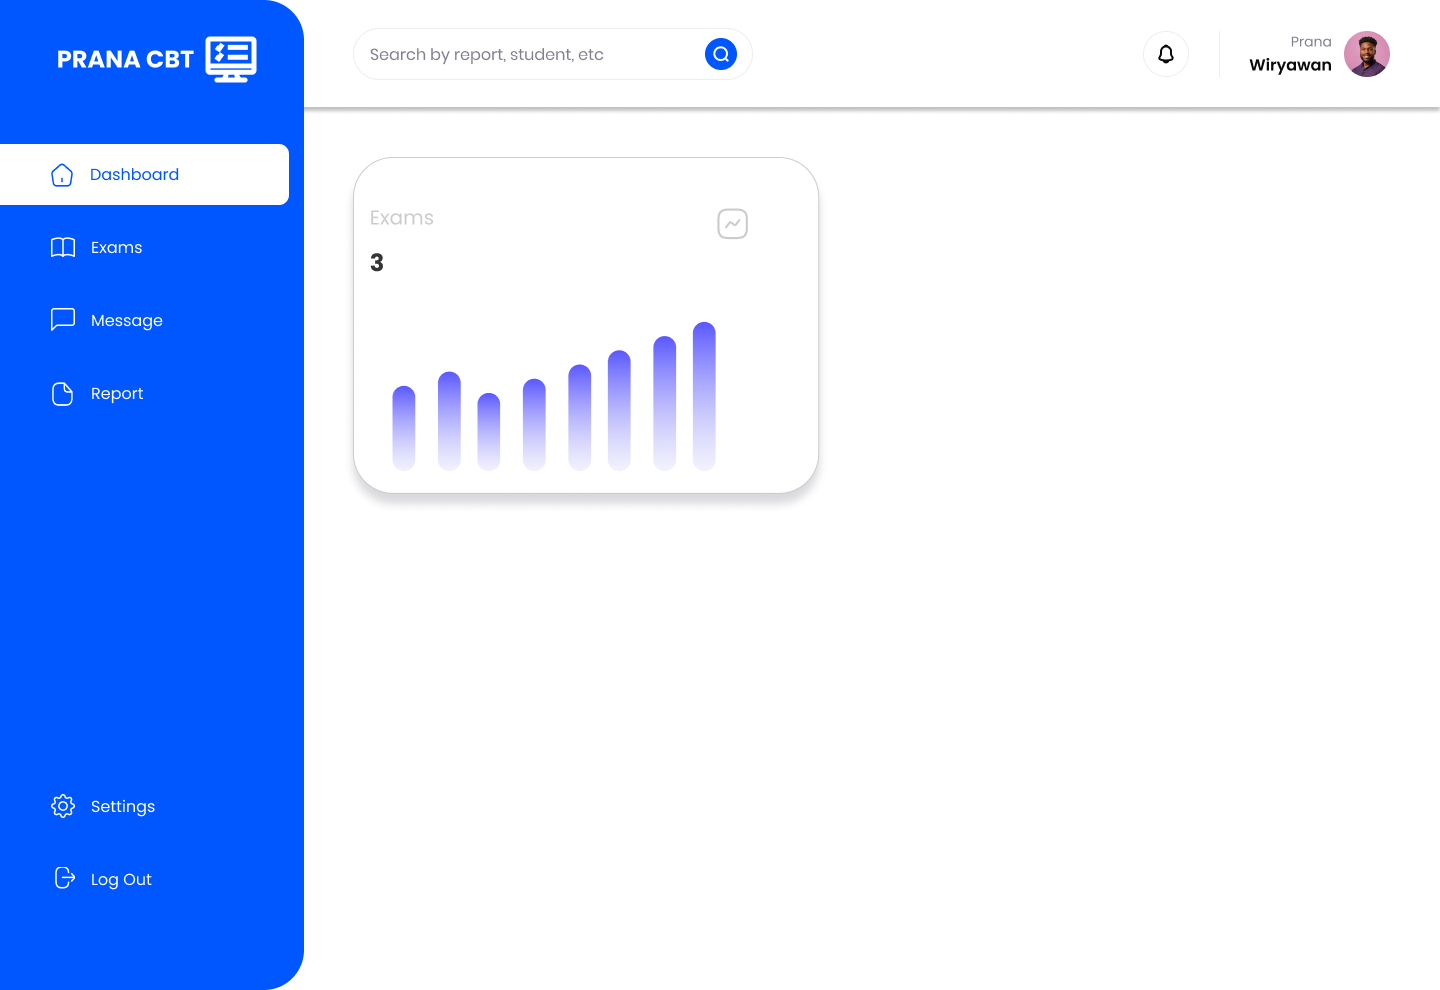 PRANA CBT
Dashboard
Exams
Message
Report
Settings
Log Out
Search by report, student, etc
Prana
Wiryawan
Exams
3